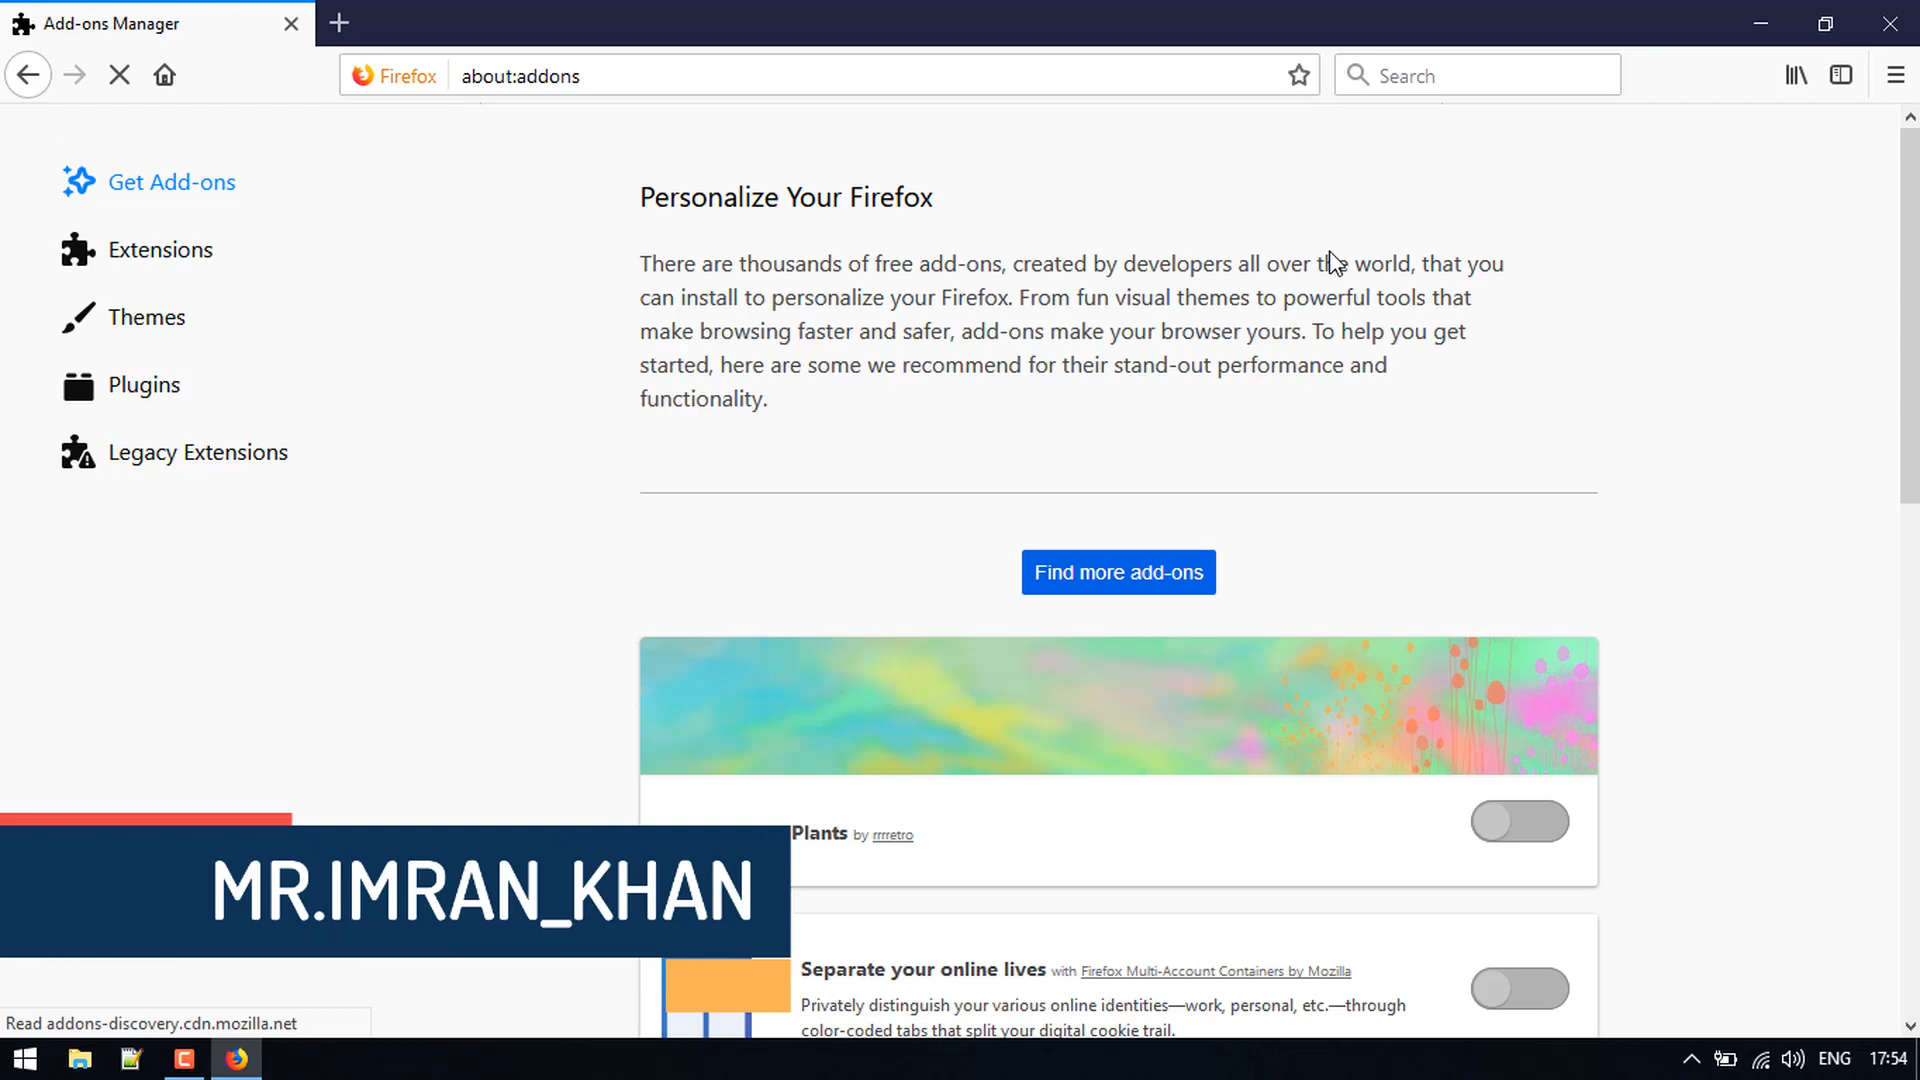 Add-ons Manager
Firefox
about:addons
Search
Get Add-ons
Extensions
Themes
Plugins
Legacy Extensions
Personalize Your Firefox
There are thousands of free add-ons, created by developers all over the world, that you
can install to personalize your Firefox. From fun visual themes to powerful tools that
make browsing faster and safer, add-ons make your browser yours. To help you get
started, here are some we recommend for their stand-out performance and
functionality.
Find more add-ons
Plants by rrrretro
MR.IMRAN_KHAN
Separate your online lives with Firefox Multi-Account Containers by Mozilla
Privately distinguish your various online identities—work, personal, etc.—through
color-coded tabs that split your digital cookie trail.
Read addons-discovery.cdn.mozilla.net
ENG
17:54